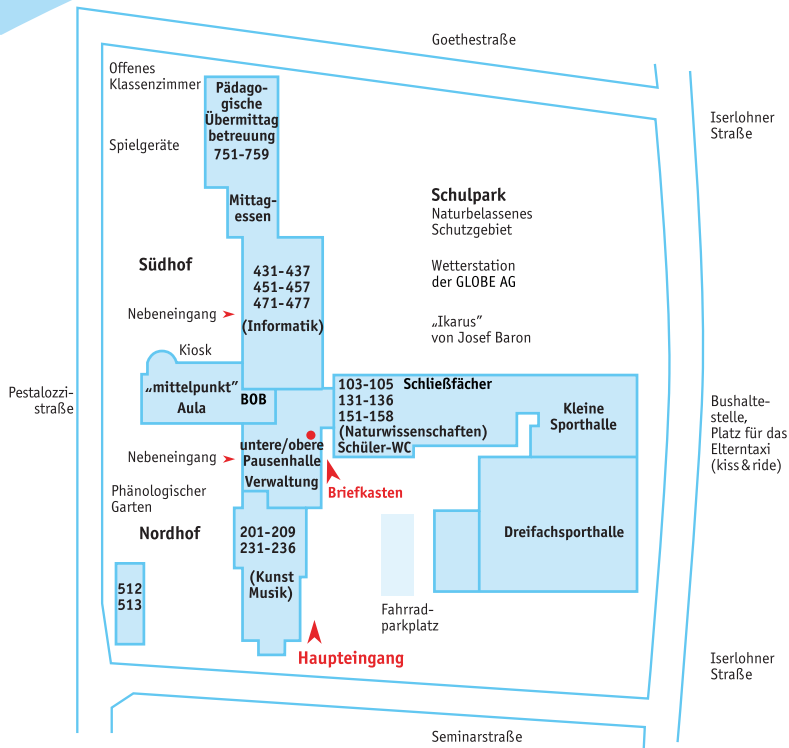 Goethestraße
Offenes
Klassenzimmer
Pädago-
gische
Übermittag
betreuung
751-759
Iserlohner
Straße
Spielgeräte
Mittag-
essen
Schulpark
Naturbelassenes
Schutzgebiet
Südhof
Wetterstation
der GLOBE AG
431-437
451-457
471-477
(Informatik)
Nebeneingang
„Ikarus”
von Josef Baron
Kiosk
„mittelpunkt”
Aula
BOB
103-105 Schließfächer
131-136
151-158
(Naturwissenschaften)
Schüler-WC
Kleine
Sporthalle
Pestalozzi-
straße
Bushalte-
stelle,
Platz für das
Elterntaxi
(kiss & ride)
untere/obere
Pausenhalle
Verwaltung
Nebeneingang
Briefkasten
Phänologischer
Garten
Nordhof
201-209
231-236
(Kunst
Musik)
Dreifachsporthalle
512
513
Fahrrad-
parkplatz
Haupteingang
Iserlohner
Straße
Seminarstraße